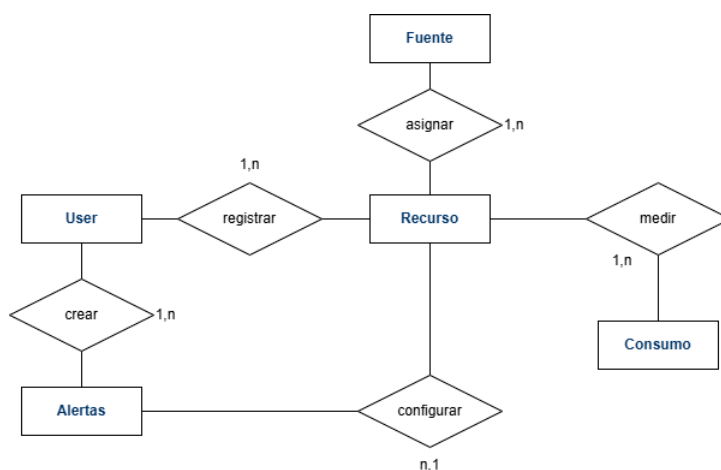 Fuente
asignar
1,n
1,n
User
registrar
Recurso
medir
1,n
crear
1,n
Consumo
Alertas
configurar
n,1